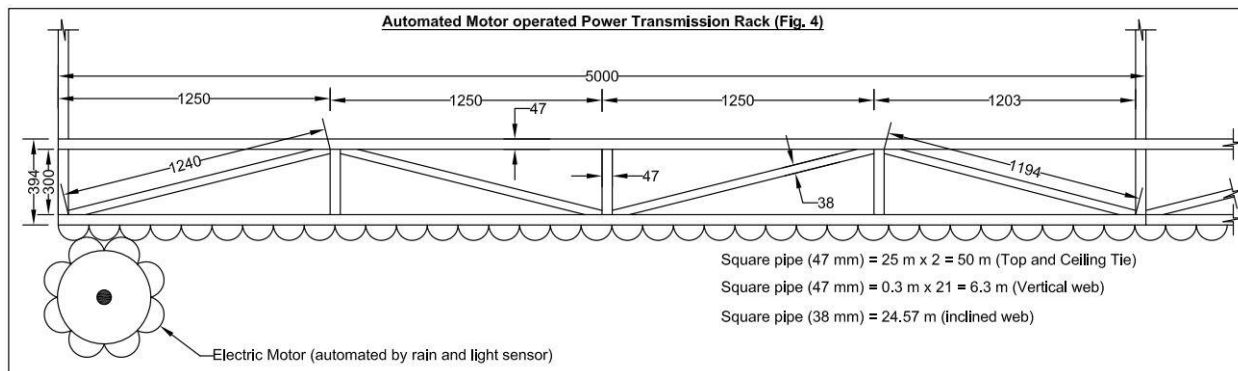 Automated Motor operated Power Transmission Rack (Fig. 4)
5000
1250
1250
1250
1203
47
1240
1194
394
300
47
38
Square pipe (47 mm) = 25 m x 2 = 50 m (Top and Ceiling Tie)
Square pipe (47 mm) = 0.3 m x 21 = 6.3 m (Vertical web)
Square pipe (38 mm) = 24.57 m (inclined web)
Electric Motor (automated by rain and light sensor)